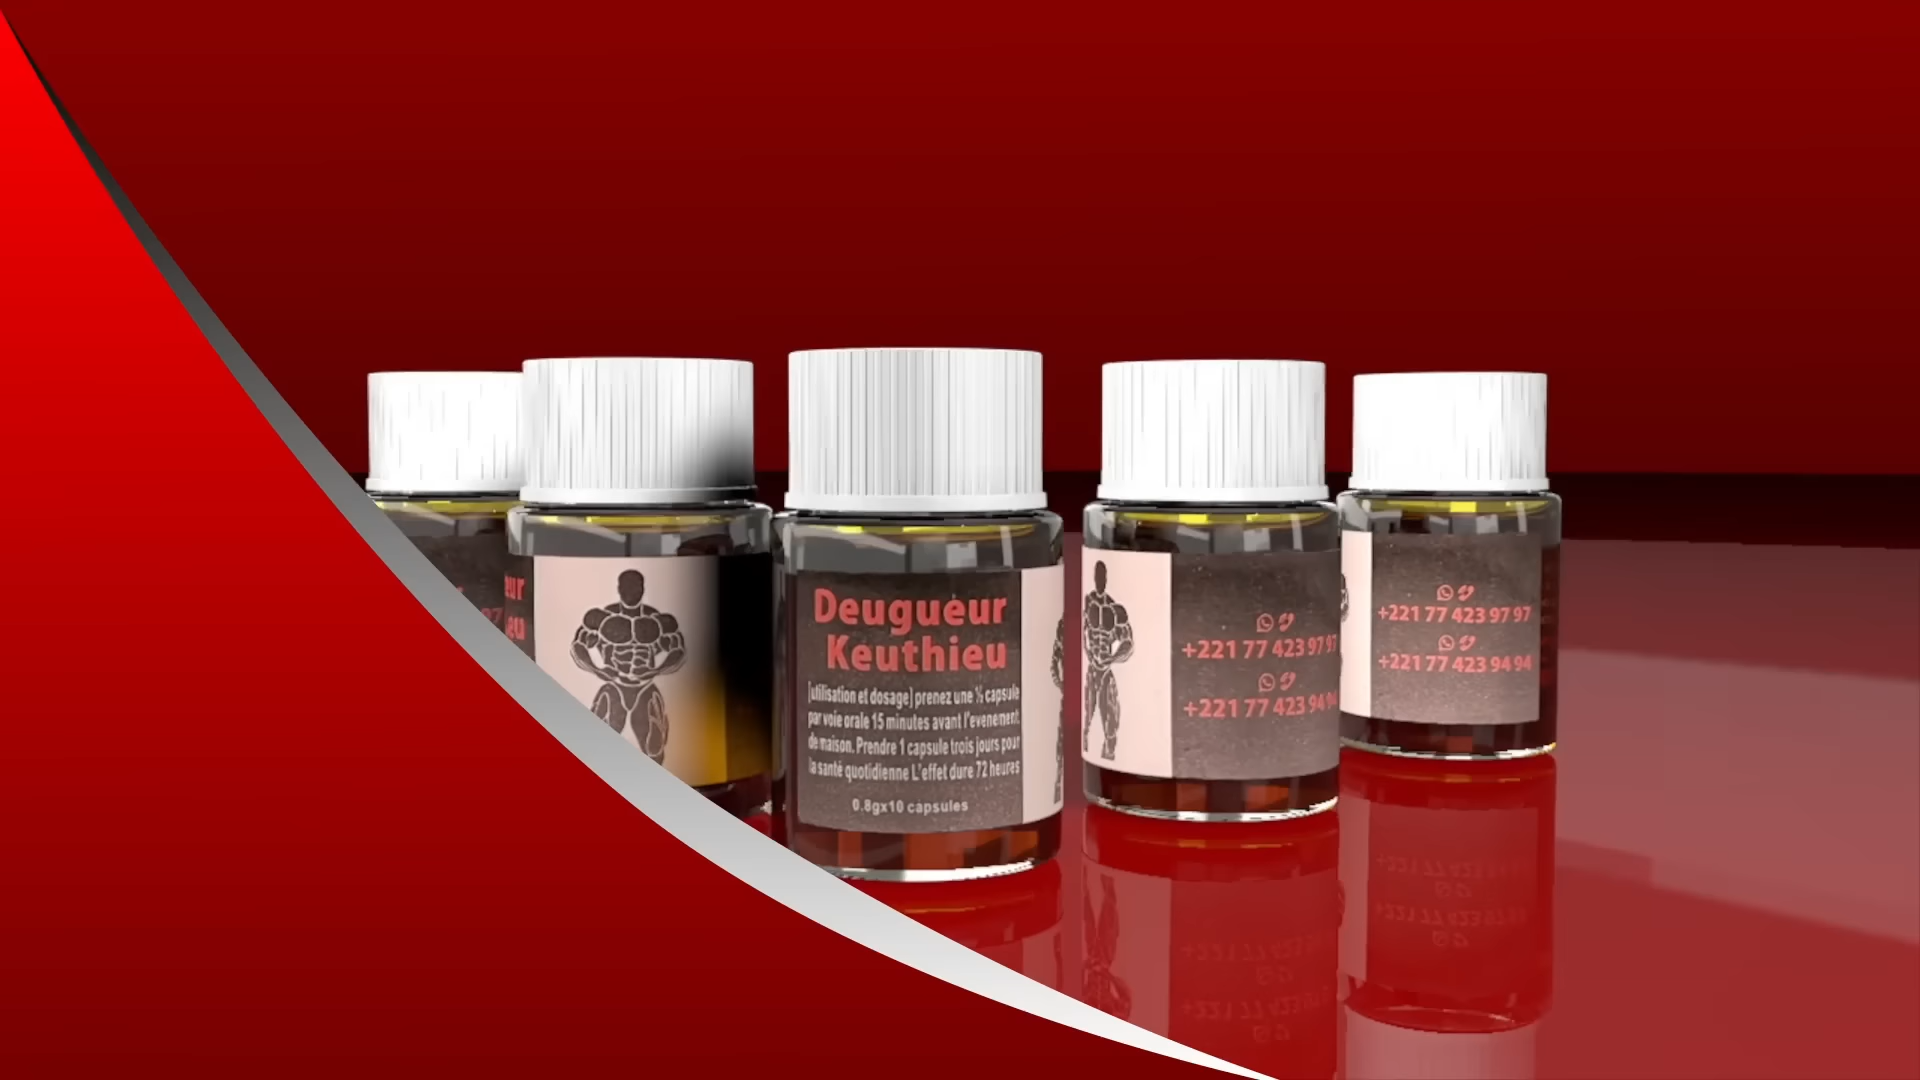 eur
eu
Deugueur
Keuthieu
[utilisation et dosage] prenez une ½ capsule
par voie orale 15 minutes avant l'evenement
de maison. Prendre 1 capsule trois jours pour
la santé quotidienne L'effet dure 72 heures
0.8gx10 capsules
+221 77 423 97 97
+221 77 423 94 94
+221 77 423 97 97
+221 77 423 94 94